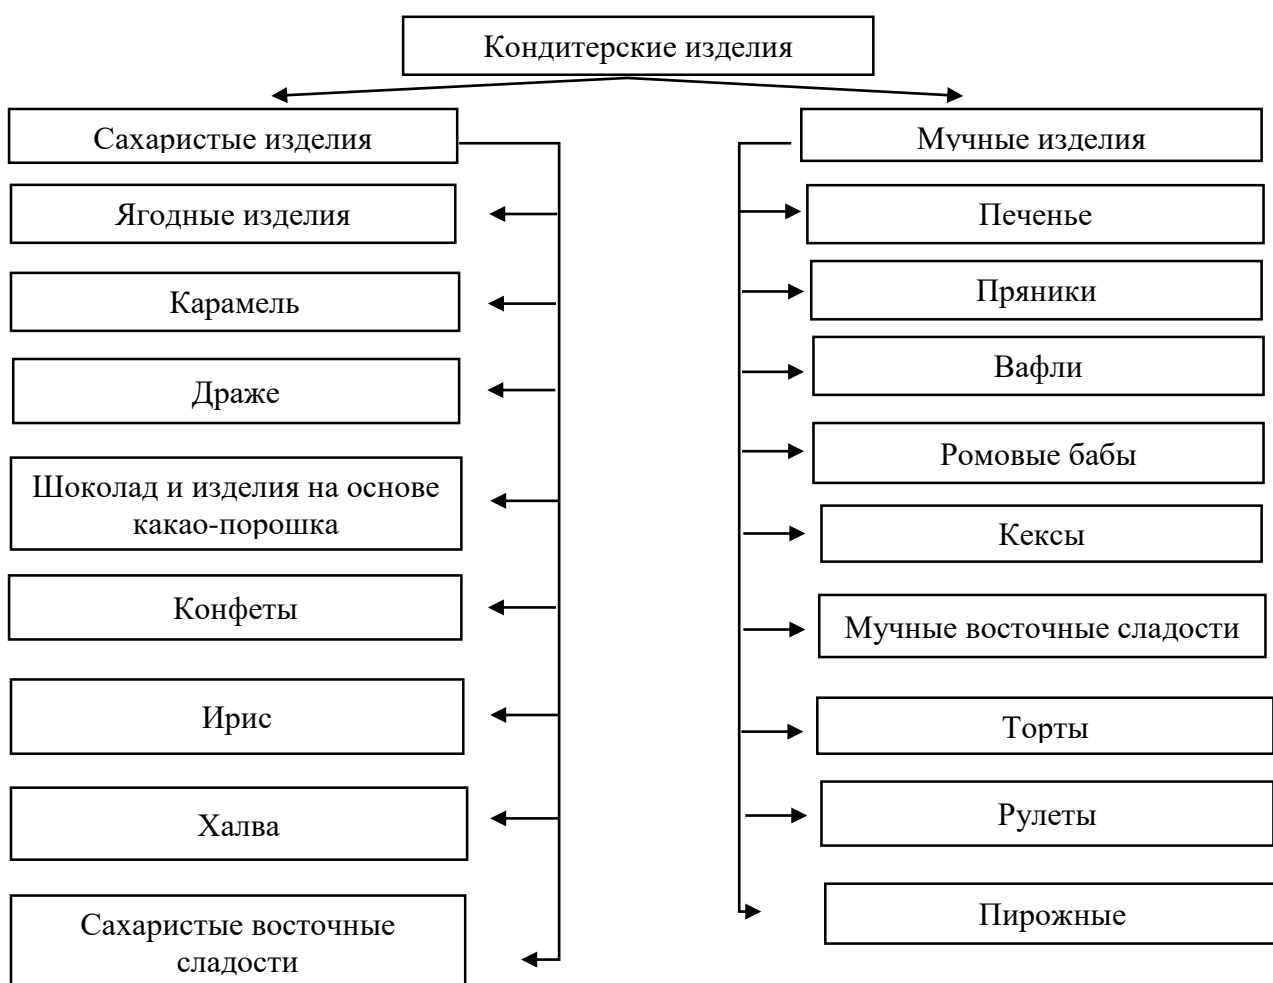 Кондитерские изделия
Сахаристые изделия
Мучные изделия
Ягодные изделия
Печенье
Карамель
Пряники
Драже
Вафли
Шоколад и изделия на основе
какао-порошка
Ромовые бабы
Кексы
Конфеты
Мучные восточные сладости
Ирис
Торты
Халва
Рулеты
Сахаристые восточные
сладости
Пирожные